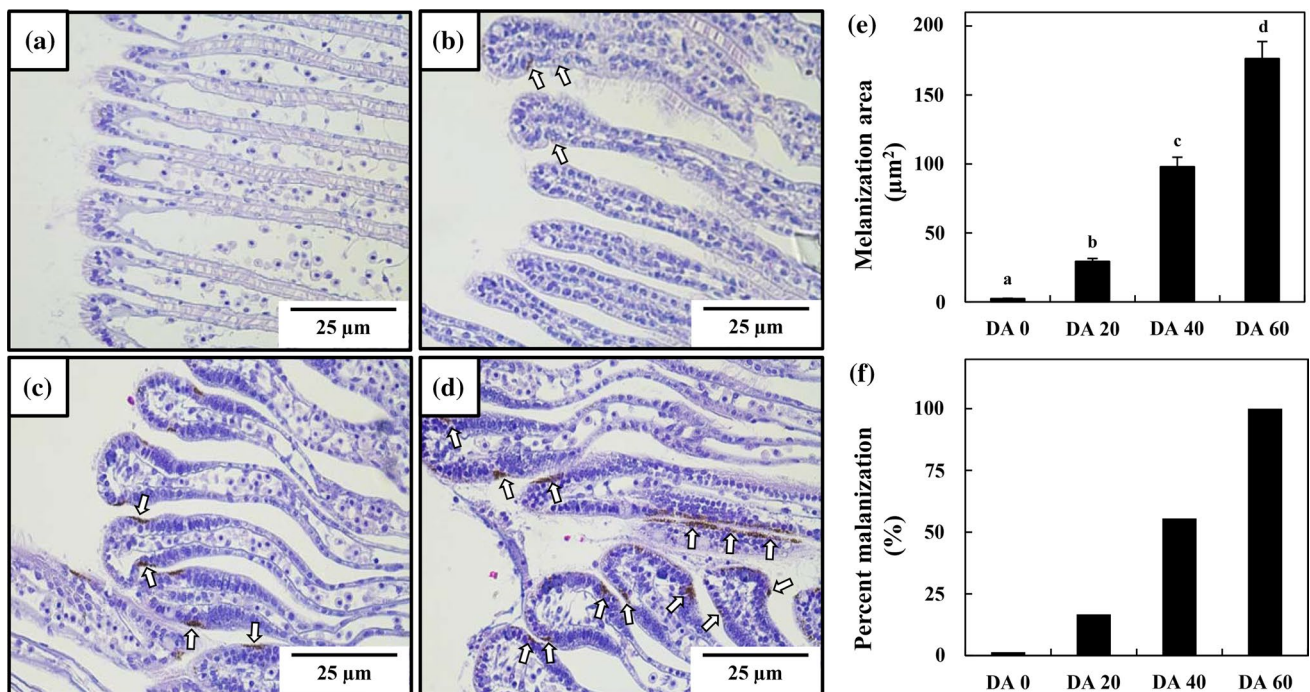 (a)
25 µm
(b)
25 µm
(c)
25 µm
(d)
25 µm
(e)
Melanization area
(µm²)
200
150
100
50
0
a
b
c
d
DA 0 DA 20 DA 40 DA 60
(f)
Percent malanization
(%)
100
75
50
25
0
DA 0 DA 20 DA 40 DA 60